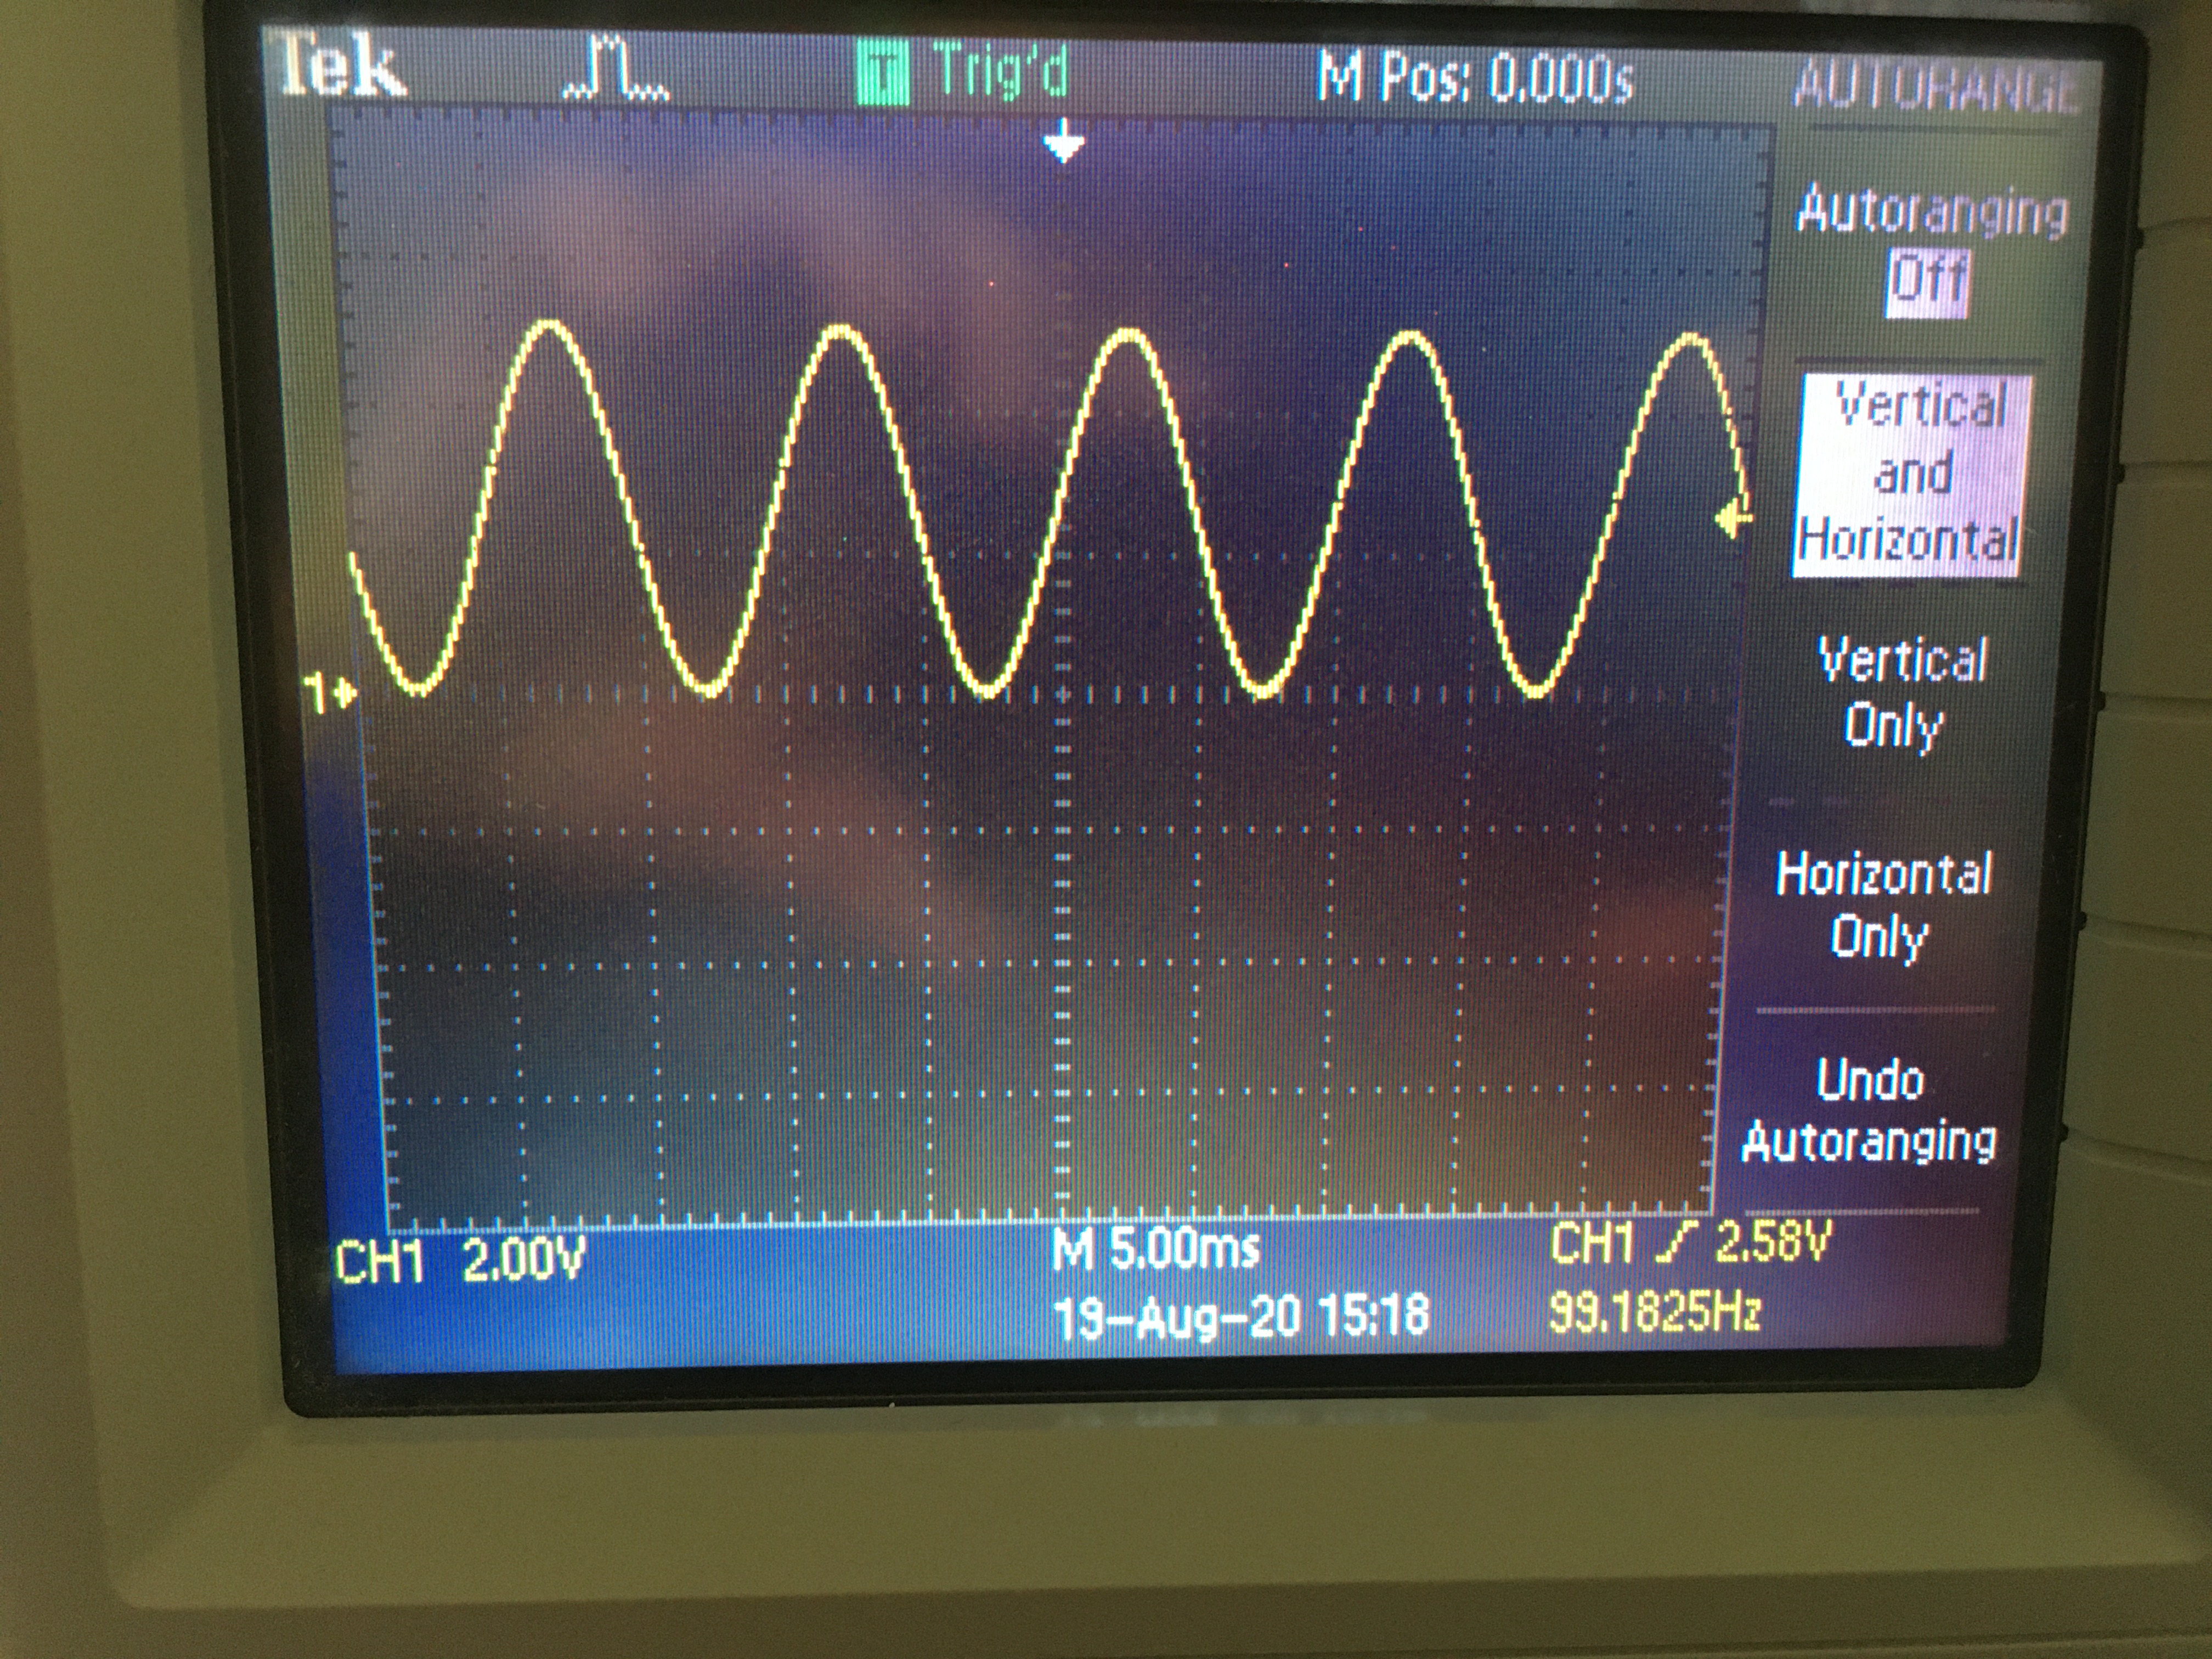 Tek T Trig'd M Pos: 0.000s AUTORANGE
Autoranging
Off
Vertical
and
Horizontal
1
Vertical
Only
Horizontal
Only
Undo
Autoranging
CH1 2.00V M 5.00ms CH1 2.58V
19-Aug-20 15:18 99.1825Hz